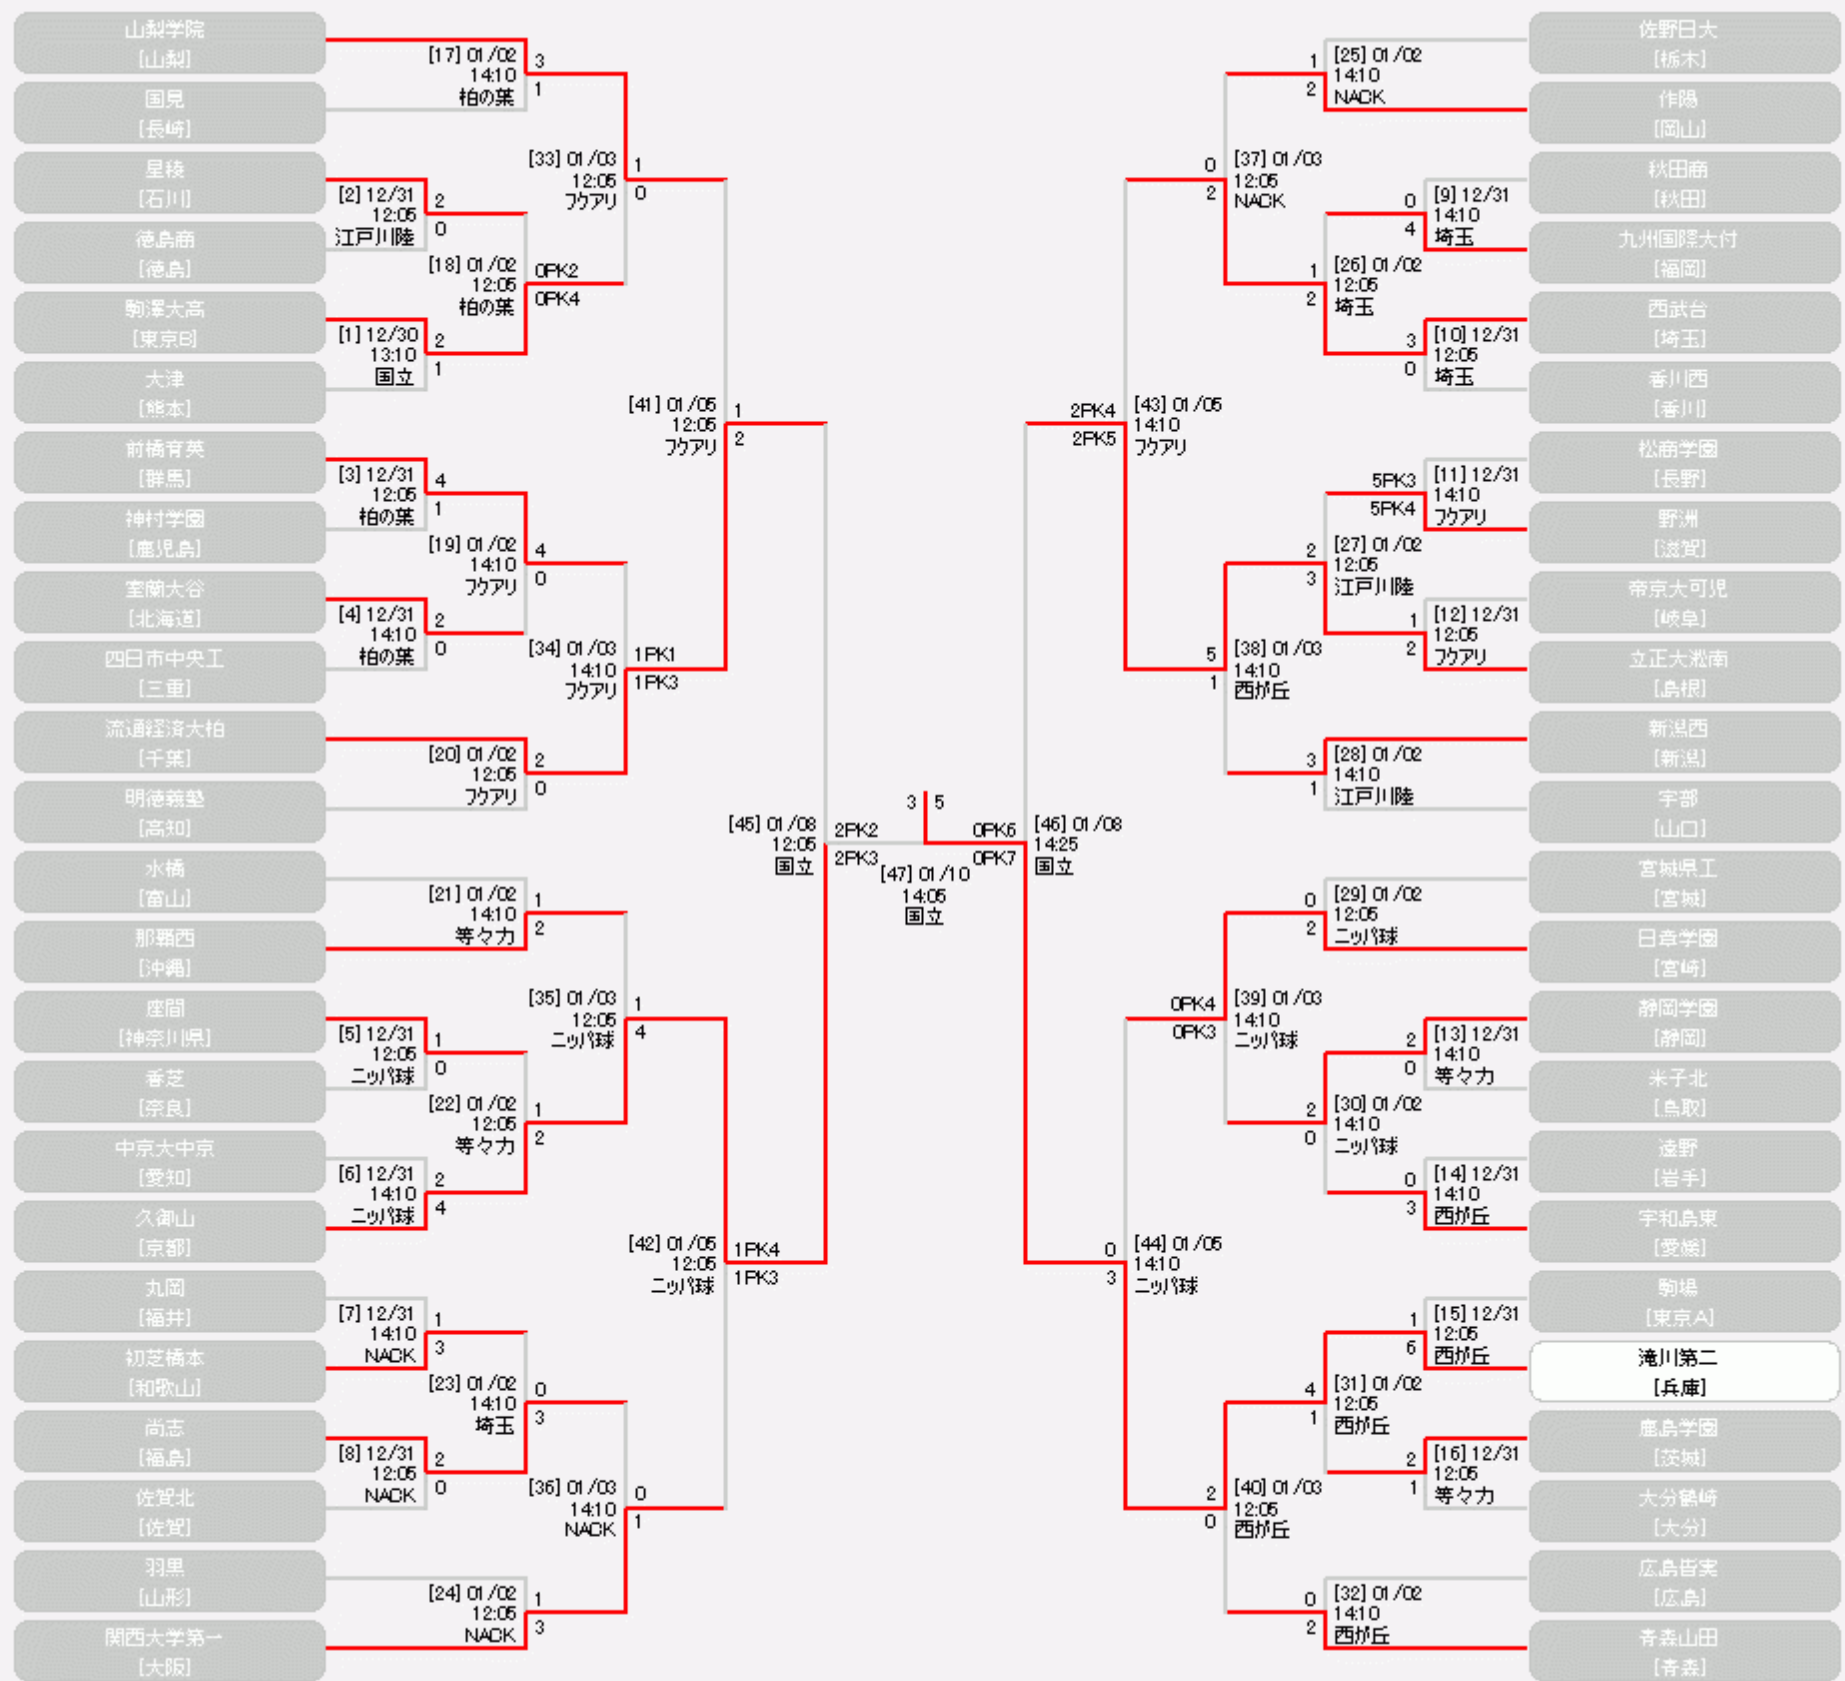 山梨学院
[山梨]
国見
[長崎]
星稜
[石川]
徳島商
[徳島]
駒澤大高
[東京B]
大津
[熊本]
前橋育英
[群馬]
神村学園
[鹿児島]
室蘭大谷
[北海道]
四日市中央工
[三重]
流通経済大柏
[千葉]
明徳義塾
[高知]
水橋
[富山]
那覇西
[沖縄]
座間
[神奈川県]
香芝
[奈良]
中京大中京
[愛知]
久御山
[京都]
丸岡
[福井]
初芝橋本
[和歌山]
尚志
[福島]
佐賀北
[佐賀]
羽黒
[山形]
関西大学第一
[大阪]
[2] 12/31
12:05
江戸川陸
2
0
[1] 12/30
13:10
国立
2
1
[3] 12/31
12:05
柏の葉
4
1
[4] 12/31
14:10
柏の葉
2
0
[5] 12/31
12:05
ニッパ球
1
0
[6] 12/31
14:10
ニッパ球
2
4
[7] 12/31
14:10
NACK
1
3
[8] 12/31
12:05
NACK
2
0
[17] 01/02
14:10
柏の葉
3
1
[18] 01/02
12:05
柏の葉
0PK2
0PK4
[19] 01/02
14:10
フクアリ
4
0
[20] 01/02
12:05
フクアリ
2
0
[21] 01/02
14:10
等々力
1
2
[22] 01/02
12:05
等々力
1
2
[23] 01/02
14:10
埼玉
0
3
[24] 01/02
12:05
NACK
1
3
[33] 01/03
12:05
フクアリ
1
0
[34] 01/03
14:10
フクアリ
1PK1
1PK3
[35] 01/03
12:05
ニッパ球
1
4
[36] 01/03
14:10
NACK
0
1
[41] 01/05
12:05
フクアリ
1
2
[42] 01/05
12:05
ニッパ球
1PK4
1PK3
[45] 01/08
12:05
国立
2PK2
2PK3
3
5
[47] 01/10
14:05
国立
0PK6
0PK7
[46] 01/08
14:25
国立
2PK4
2PK5
[43] 01/05
14:10
フクアリ
0
3
[44] 01/05
14:10
ニッパ球
0
2
[37] 01/03
12:05
NACK
5
1
[38] 01/03
14:10
西が丘
0PK4
0PK3
[39] 01/03
14:10
ニッパ球
2
0
[40] 01/03
12:05
西が丘
1
2
[25] 01/02
14:10
NACK
1
2
[26] 01/02
12:05
埼玉
2
3
[27] 01/02
12:05
江戸川陸
3
1
[28] 01/02
14:10
江戸川陸
0
2
[29] 01/02
12:05
ニッパ球
2
0
[30] 01/02
14:10
ニッパ球
4
1
[31] 01/02
12:05
西が丘
0
2
[32] 01/02
14:10
西が丘
0
4
[9] 12/31
14:10
埼玉
3
0
[10] 12/31
12:05
埼玉
5PK3
5PK4
[11] 12/31
14:10
フクアリ
1
2
[12] 12/31
12:05
フクアリ
2
0
[13] 12/31
14:10
等々力
0
3
[14] 12/31
14:10
西が丘
1
6
[15] 12/31
12:05
西が丘
2
1
[16] 12/31
12:05
等々力
佐野日大
[栃木]
作陽
[岡山]
秋田商
[秋田]
九州国際大付
[福岡]
西武台
[埼玉]
香川西
[香川]
松商学園
[長野]
野洲
[滋賀]
帝京大可児
[岐阜]
立正大淞南
[島根]
新潟西
[新潟]
宇部
[山口]
宮城県工
[宮城]
日章学園
[宮崎]
静岡学園
[静岡]
米子北
[鳥取]
遠野
[岩手]
宇和島東
[愛媛]
駒場
[東京A]
滝川第二
[兵庫]
鹿島学園
[茨城]
大分鶴崎
[大分]
広島皆実
[広島]
青森山田
[青森]